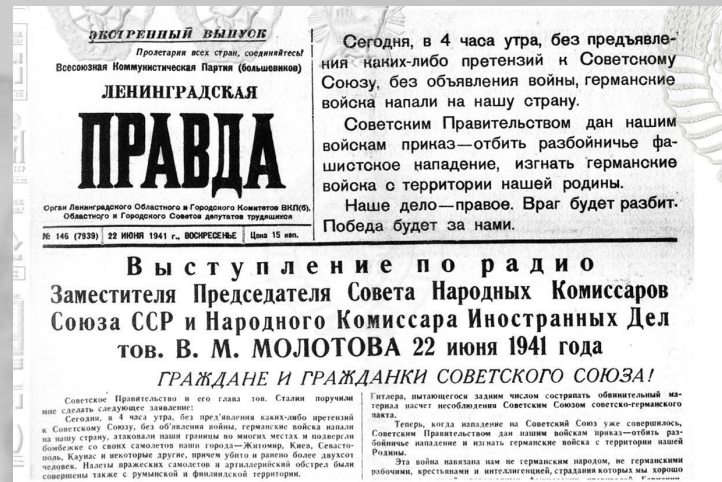 ЭКСТРЕННЫЙ ВЫПУСК
Пролетарии всех стран, соединяйтесь!
Всесоюзная Коммунистическая Партия (большевиков)
ЛЕНИНГРАДСКАЯ
ПРАВДА
Орган Ленинградского Областного и Городского Комитетов ВКП(б),
Областного и Городского Советов депутатов трудящихся
№ 146 (7939) 22 ИЮНЯ 1941 г., ВОСКРЕСЕНЬЕ Цена 15 коп.
Сегодня, в 4 часа утра, без предъявле-
ния каких-либо претензий к Советскому
Союзу, без объявления войны, германские
войска напали на нашу страну.
Советским Правительством дан нашим
войскам приказ—отбить разбойничье фа-
шистское нападение, изгнать германские
войска с территории нашей родины.
Наше дело—правое. Враг будет разбит.
Победа будет за нами.
Выступление по радио
Заместителя Председателя Совета Народных Комиссаров
Союза ССР и Народного Комиссара Иностранных Дел
тов. В. М. МОЛОТОВА 22 июня 1941 года
ГРАЖДАНЕ И ГРАЖДАНКИ СОВЕТСКОГО СОЮЗА!
Советское Правительство и его глава тов. Сталин поручили
мне сделать следующее заявление:
Сегодня, в 4 часа утра, без пред'явления каких-либо претензий
к Советскому Союзу, без об'явления войны, германские войска напали
на нашу страну, атаковали наши границы во многих местах и подвергли
бомбежке со своих самолетов наши города—Житомир, Киев, Севасто-
поль, Каунас и некоторые другие, причем убито и ранено более двухсот
человек. Налеты вражеских самолетов и артиллерийский обстрел были
совершены также с румынской и финляндской территории.
Гитлера, пытающегося задним числом состряпать обвинительный ма-
териал насчет несоблюдения Советским Союзом советско-германского
пакта.
Теперь, когда нападение на Советский Союз уже совершилось,
Советским Правительством дан нашим войскам приказ—отбить раз-
бойничье нападение и изгнать германские войска с территории нашей
Родины.
Эта война навязана нам не германским народом, не германскими
рабочими, крестьянами и интеллигенцией, страдания которых мы хорошо